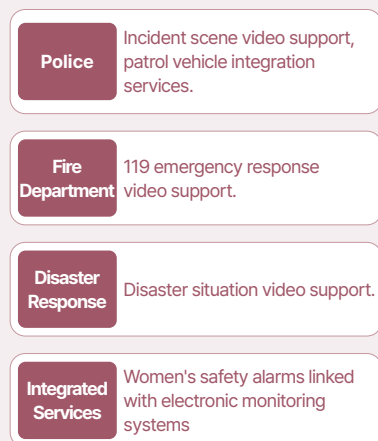 Police
Incident scene video support,
patrol vehicle integration
services.
Fire
Department
119 emergency response
video support.
Disaster
Response
Disaster situation video support.
Integrated
Services
Women's safety alarms linked
with electronic monitoring
systems